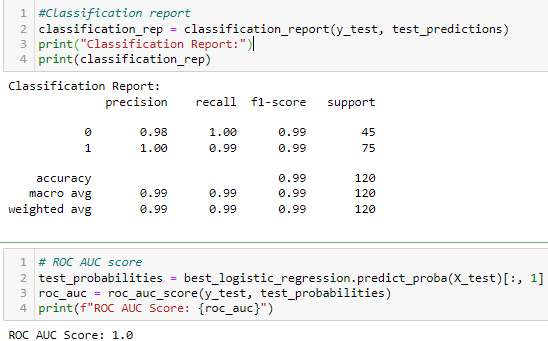 1 #Classification report
2 classification_rep = classification_report(y_test, test_predictions)
3 print("Classification Report:")
4 print(classification_rep)
Classification Report:
precision recall f1-score support
0 0.98 1.00 0.99 45
1 1.00 0.99 0.99 75
accuracy 0.99 120
macro avg 0.99 0.99 0.99 120
weighted avg 0.99 0.99 0.99 120
1 # ROC AUC score
2 test_probabilities = best_logistic_regression.predict_proba(X_test)[:, 1]
3 roc_auc = roc_auc_score(y_test, test_probabilities)
4 print(f"ROC AUC Score: {roc_auc}")
ROC AUC Score: 1.0